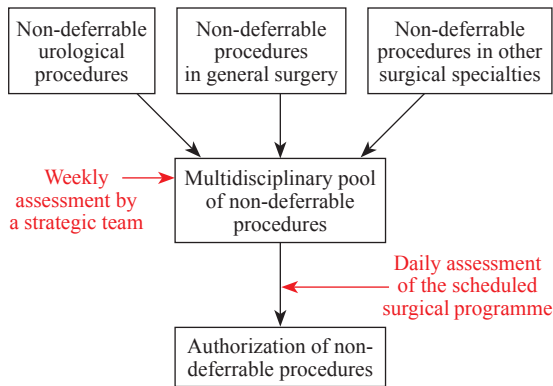 Non-deferrable
urological
procedures
Non-deferrable
procedures
in general surgery
Non-deferrable
procedures in other
surgical specialties
Weekly
assessment by
a strategic team
Multidisciplinary pool
of non-deferrable
procedures
Daily assessment
of the scheduled
surgical programme
Authorization of non-
deferrable procedures